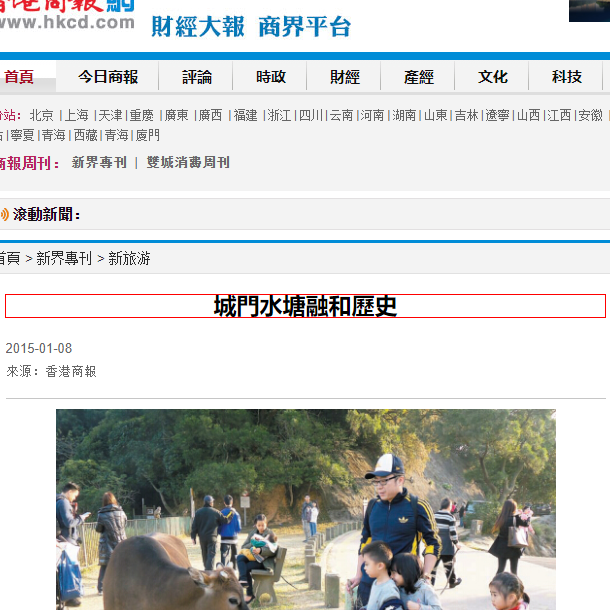 香港商報網
www.hkcd.com
財經大報 商界平台
首頁 今日商報 評論 時政 財經 產經 文化 科技
分站：北京 |上海 |天津|重慶 |廣東 |廣西 |福建 |浙江|四川|云南|河南|湖南|山東|吉林|遼寧|山西|江西|安徽
|寧夏|青海|西藏|青海|廈門
商報周刊： 新界專刊 | 雙城消費周刊
滾動新聞：
首頁 > 新界專刊 > 新旅游
城門水塘融和歷史
2015-01-08
來源：香港商報